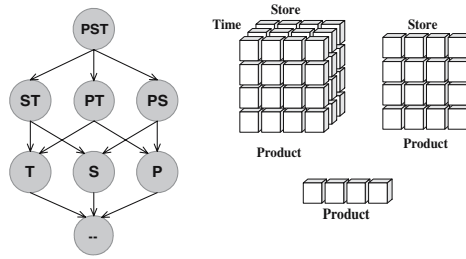 PST
ST PT PS
T S P
--
Store
Time
Product
Store
Product
Product